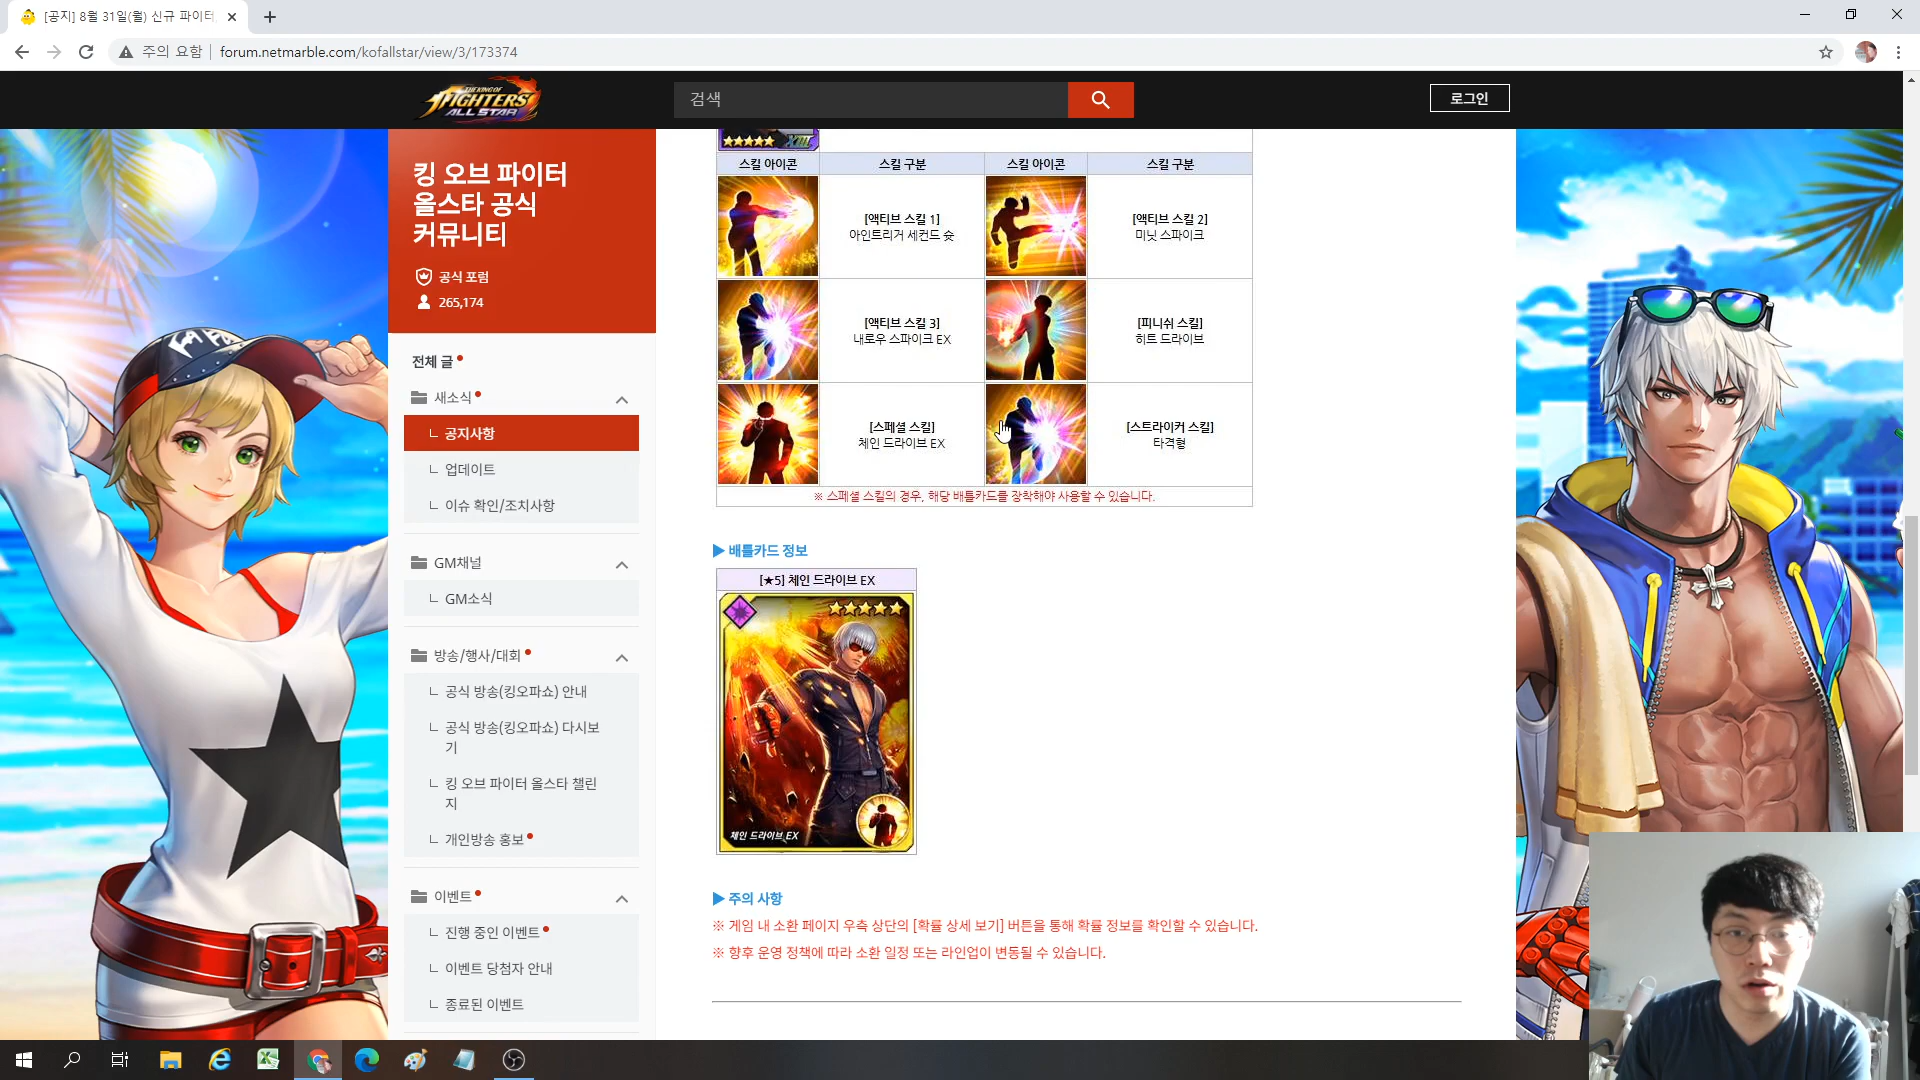 [공지] 8월 31일(월) 신규 파이터
주의 요함
forum.netmarble.com/kofallstar/view/3/173374
THE KING OF
FIGHTERS
ALL STAR
검색
로그인
킹 오브 파이터
올스타 공식
커뮤니티
공식 포럼
265,174
전체 글
새소식
공지사항
업데이트
이슈 확인/조치사항
GM채널
GM소식
방송/행사/대회
공식 방송(킹오파쇼) 안내
공식 방송(킹오파쇼) 다시보
기
킹 오브 파이터 올스타 챌린
지
개인방송 홍보
이벤트
진행 중인 이벤트
이벤트 당첨자 안내
종료된 이벤트
XIII
스킬 아이콘 스킬 구분 스킬 아이콘 스킬 구분
[액티브 스킬 1]
아인트리거 세컨드 슛
[액티브 스킬 2]
미닛 스파이크
[액티브 스킬 3]
내로우 스파이크 EX
[피니쉬 스킬]
히트 드라이브
[스페셜 스킬]
체인 드라이브 EX
[스트라이커 스킬]
타격형
※ 스페셜 스킬의 경우, 해당 배틀카드를 장착해야 사용할 수 있습니다.
▶ 배틀카드 정보
[★5] 체인 드라이브 EX
체인 드라이브 EX
▶ 주의 사항
※ 게임 내 소환 페이지 우측 상단의 [확률 상세 보기] 버튼을 통해 확률 정보를 확인할 수 있습니다.
※ 향후 운영 정책에 따라 소환 일정 또는 라인업이 변동될 수 있습니다.